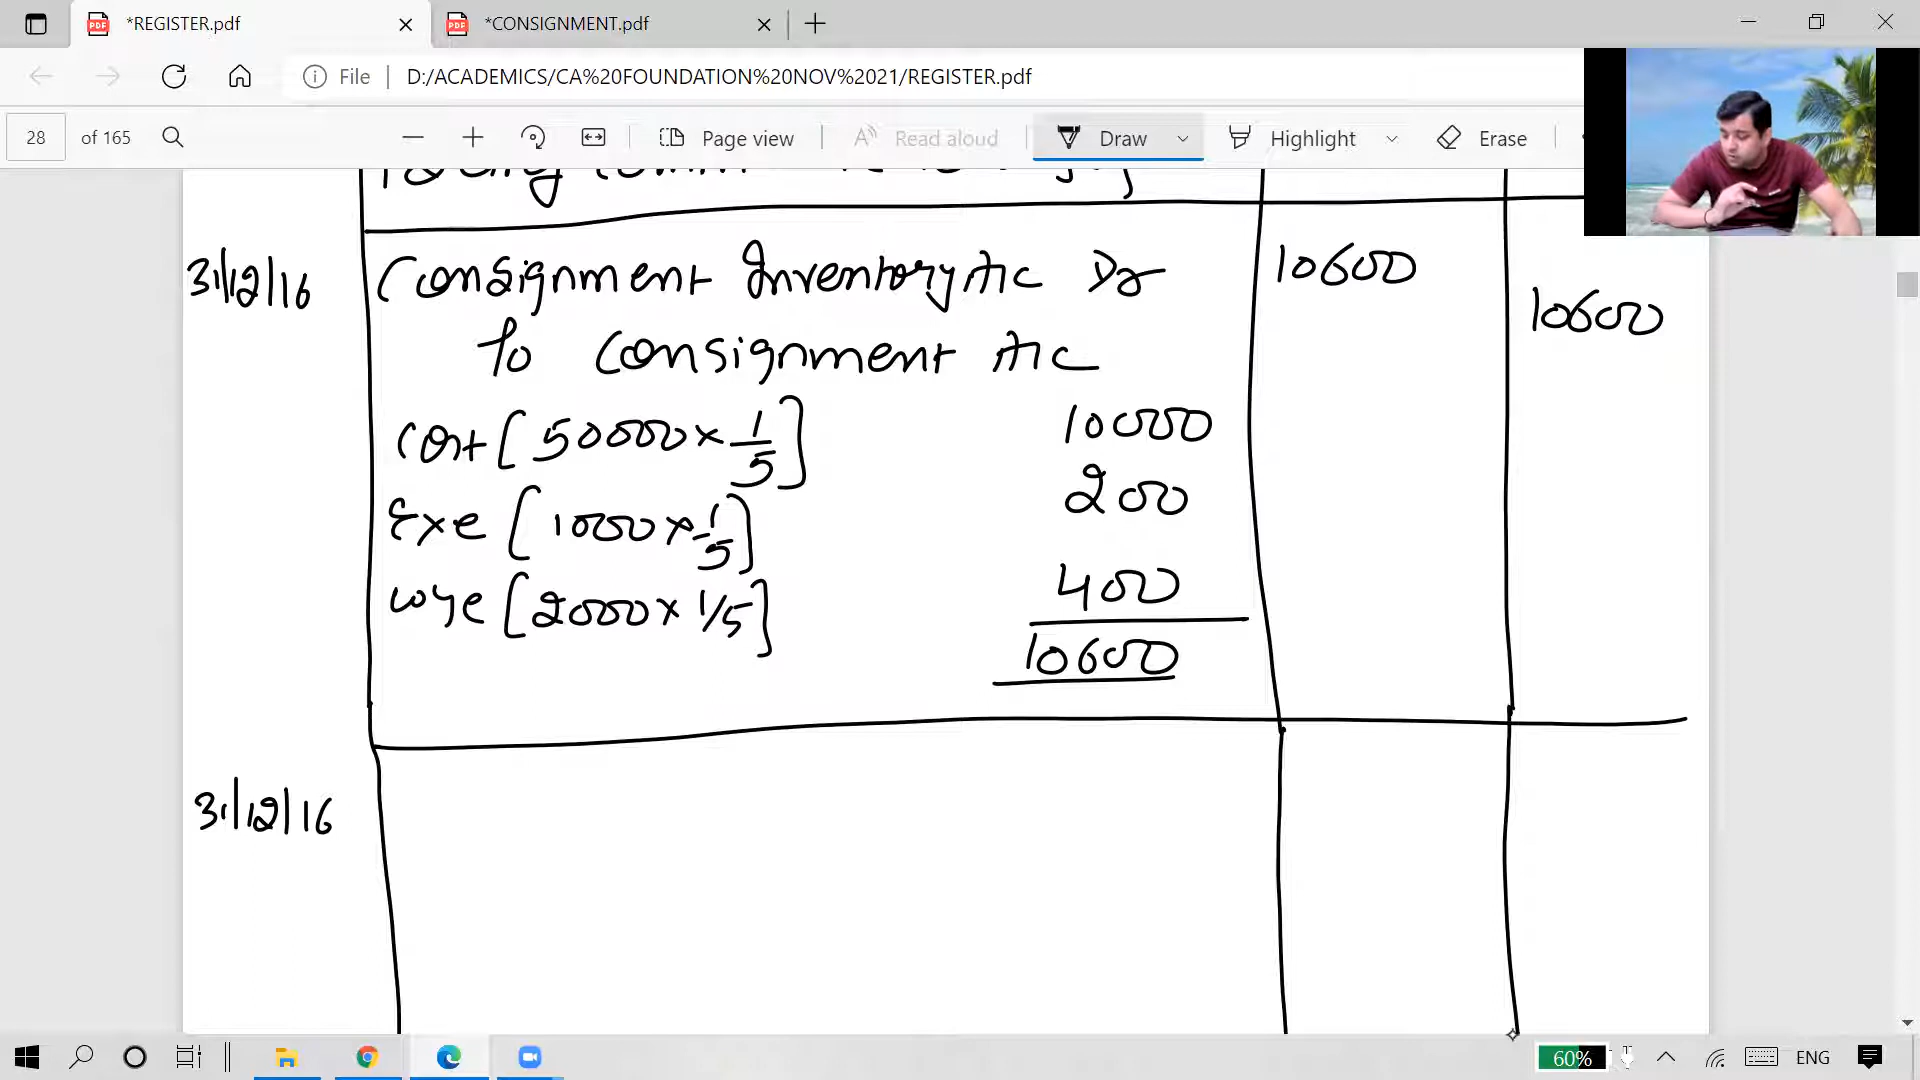 *REGISTER.pdf
*CONSIGNMENT.pdf
File
D:/ACADEMICS/CA%20FOUNDATION%20NOV%2021/REGISTER.pdf
28 of 165
Page view
Read aloud
Draw
Highlight
Erase
31/12/16 Consignment Inventory A/c Dr 10600
To Consignment A/c 10600
Cost [50000 × 1/5] 10000
Exe [1000 × 1/5] 200
[2000 × 1/5] 400
10600
31/12/16
60% ENG